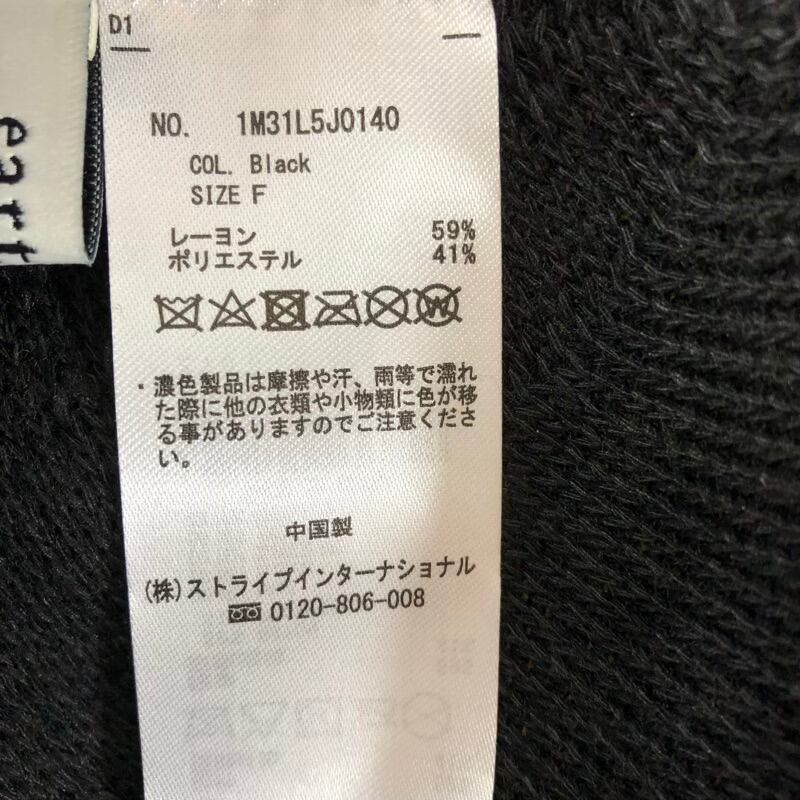 D1
eart
NO. 1M31L5J0140
COL. Black
SIZE F
レーヨン 59%
ポリエステル 41%
W
・濃色製品は摩擦や汗、雨等で濡れ
た際に他の衣類や小物類に色が移
る事がありますのでご注意くださ
い。
中国製
(株)ストライプインターナショナル
0120-806-008